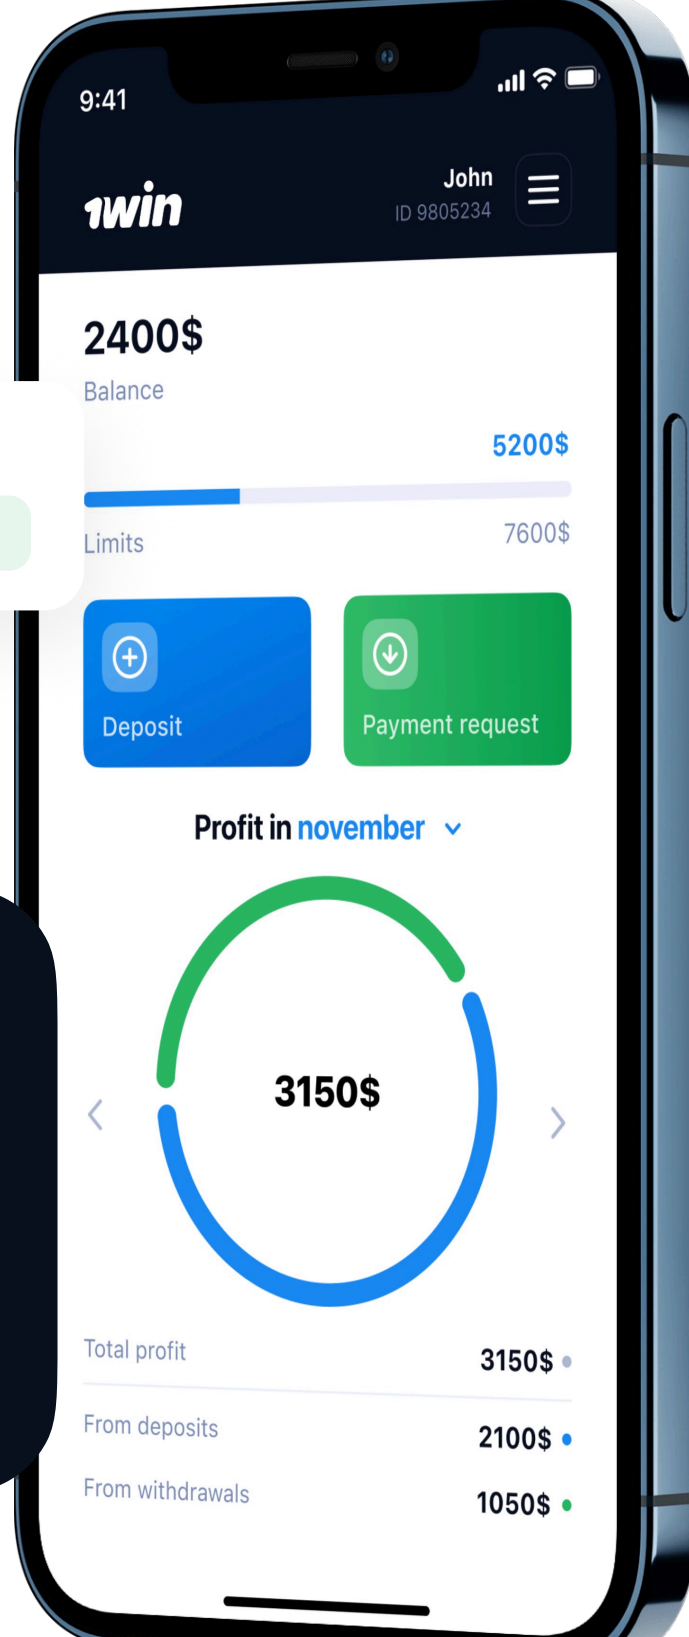 9:41
1win
John
ID 9805234
2400$
Balance
5200$
Limits
7600$
Deposit
Payment request
Profit in november
3150$
Total profit
3150$
From deposits
2100$
From withdrawals
1050$